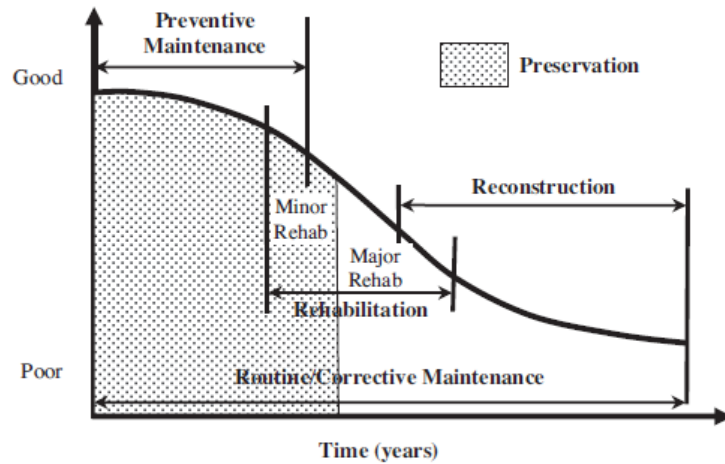 Preventive
Maintenance
Good
Preservation
Reconstruction
Minor
Rehab
Major
Rehab
Rehabilitation
Poor
Routine/Corrective Maintenance
Time (years)